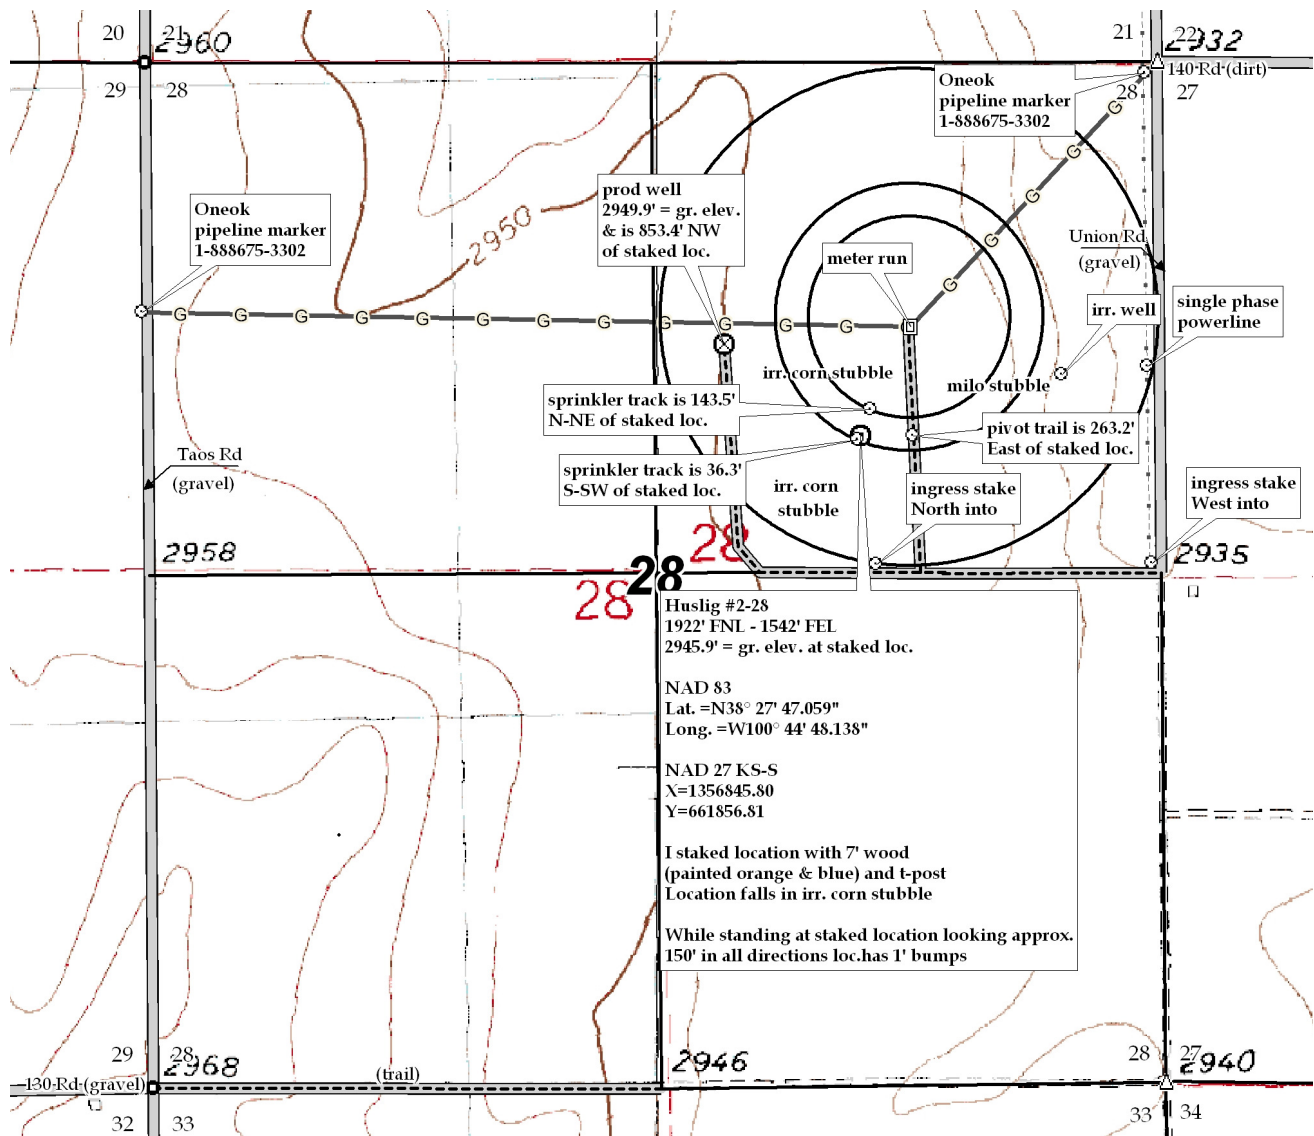 20
21
2960
29
28
21
22
2932
140 Rd (dirt)
28
27
Oneok
pipeline marker
1-888675-3302
prod well
2949.9' = gr. elev.
& is 853.4' NW
of staked loc.
Oneok
pipeline marker
1-888675-3302
2950
meter run
Union Rd
(gravel)
single phase
powerline
irr. well
G G G G G G G G G G G G
G G G G G
irr. corn stubble
milo stubble
sprinkler track is 143.5'
N-NE of staked loc.
pivot trail is 263.2'
East of staked loc.
Taos Rd
(gravel)
sprinkler track is 36.3'
S-SW of staked loc.
irr. corn
stubble
ingress stake
North into
ingress stake
West into
2958
28
28
28
2935
Huslig #2-28
1922' FNL - 1542' FEL
2945.9' = gr. elev. at staked loc.
NAD 83
Lat. =N38° 27' 47.059"
Long. =W100° 44' 48.138"
NAD 27 KS-S
X=1356845.80
Y=661856.81
I staked location with 7' wood
(painted orange & blue) and t-post
Location falls in irr. corn stubble
While standing at staked location looking approx.
150' in all directions loc.has 1' bumps
29
28
2968
130 Rd (gravel)
(trail)
2946
28
27
2940
32
33
33
34